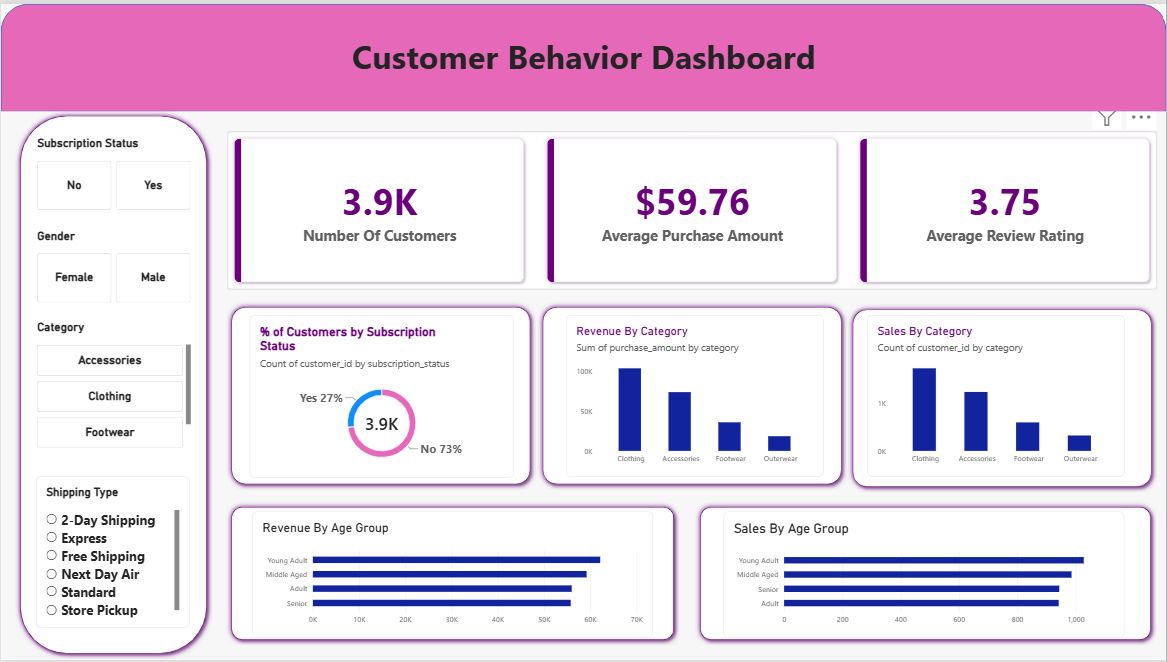 Customer Behavior Dashboard
Subscription Status
No
Yes
Gender
Female
Male
Category
Accessories
Clothing
Footwear
Shipping Type
2-Day Shipping
Express
Free Shipping
Next Day Air
Standard
Store Pickup
3.9K
Number Of Customers
$59.76
Average Purchase Amount
3.75
Average Review Rating
% of Customers by Subscription
Status
Count of customer_id by subscription_status
Yes 27%
3.9K
No 73%
Revenue By Category
Sum of purchase_amount by category
100K
50K
0K
Clothing
Accessories
Footwear
Outerwear
Sales By Category
Count of customer_id by category
1K
0K
Clothing
Accessories
Footwear
Outerwear
Revenue By Age Group
Young Adult
Middle Aged
Adult
Senior
0K
10K
20K
30K
40K
50K
60K
70K
Sales By Age Group
Young Adult
Middle Aged
Senior
Adult
0
200
400
600
800
1,000